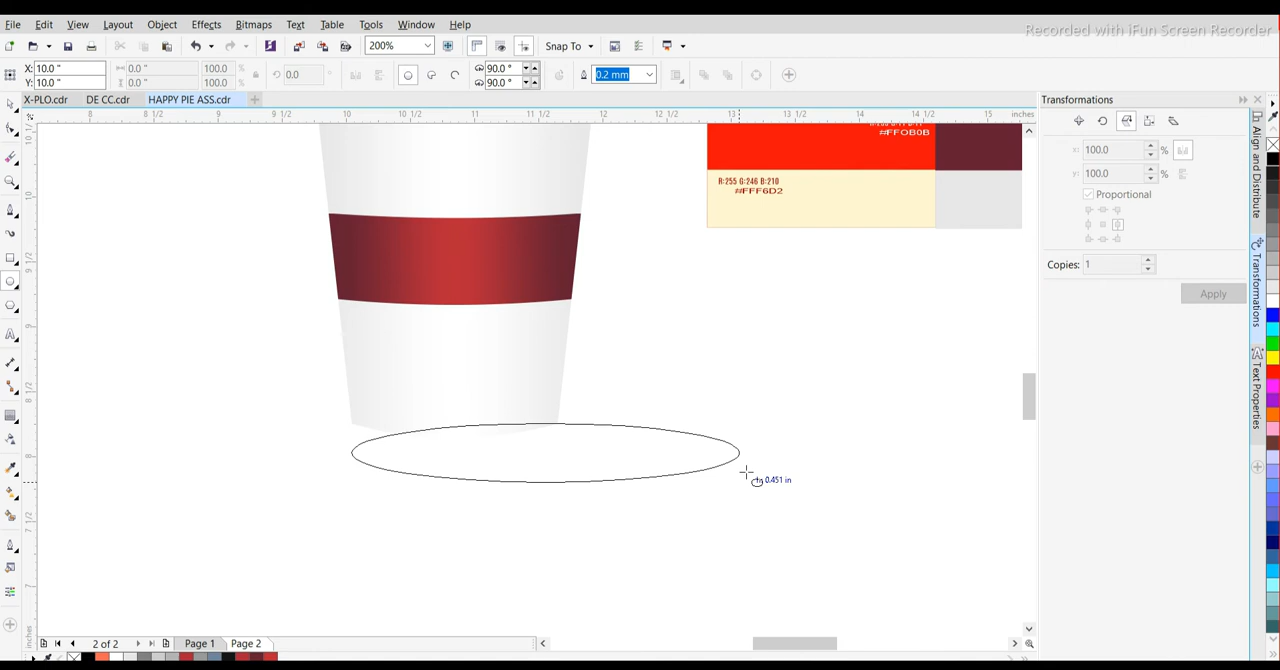 File Edit View Layout Object Effects Bitmaps Text Table Tools Window Help
Recorded with iFun Screen Recorder
200% Snap To
X: 10.0 " 0.0 " 100.0 % 0.0 ° 90.0 ° 0.2 mm
Y: 10.0 " 0.0 " 100.0 % 90.0 °
X-PLO.cdr DE CC.cdr HAPPY PIE ASS.cdr
Transformations
8 8 1/2 9 9 1/2 10 10 1/2 11 11 1/2 12 12 1/2 13 13 1/2 14 14 1/2 15 inches
#FF0B0B
R:255 G:246 B:210
#FFF6D2
x: 100.0 %
y: 100.0 %
Proportional
Copies: 1
Apply
Align and Distribute
Transformations
Text Properties
0.451 in
2 of 2 Page 1 Page 2